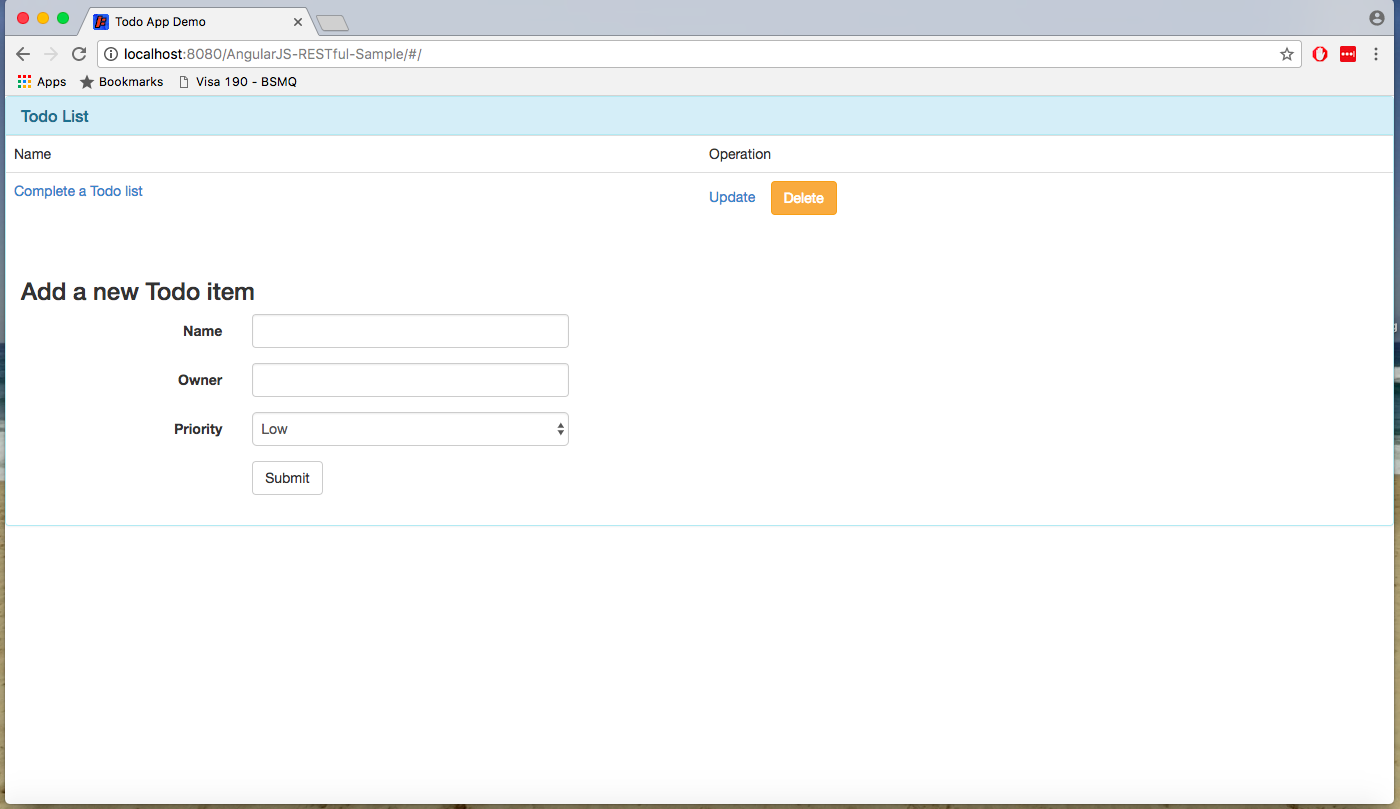 Todo App Demo
localhost:8080/AngularJS-RESTful-Sample/#/
Apps Bookmarks Visa 190 - BSMQ
Todo List
Name Operation
Complete a Todo list Update Delete
Add a new Todo item
Name
Owner
Priority Low
Submit